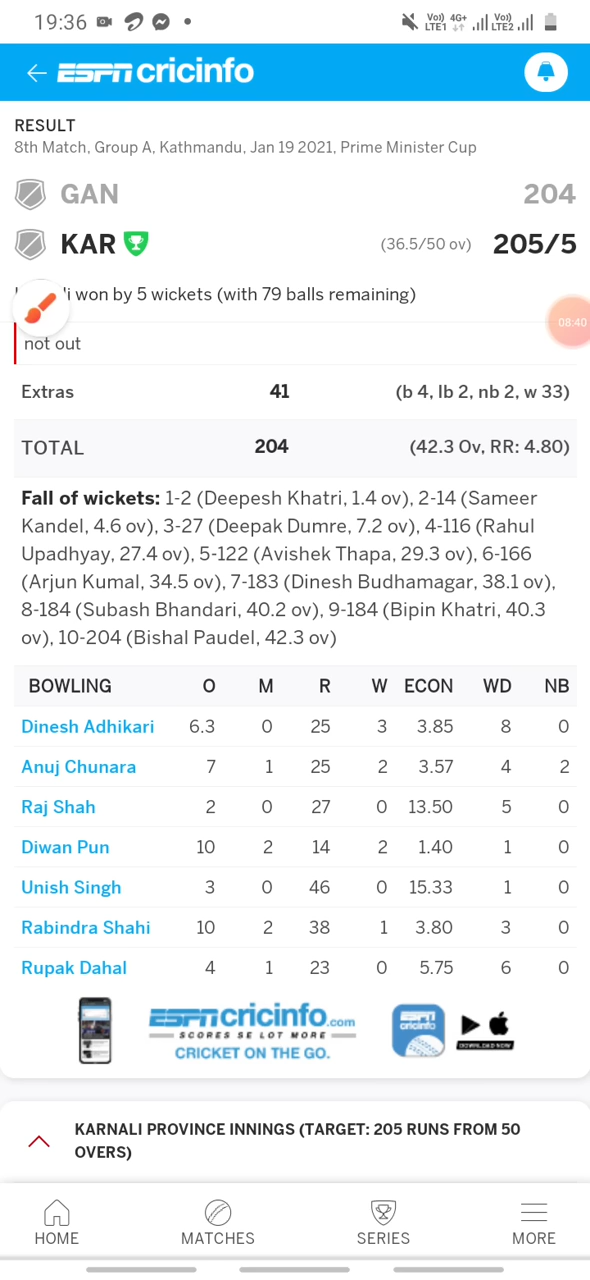 19:36
Vo)) 4G+ Vo))
LTE1 LTE2
ESPN cricinfo
RESULT
8th Match, Group A, Kathmandu, Jan 19 2021, Prime Minister Cup
GAN 204
KAR (36.5/50 ov) 205/5
i won by 5 wickets (with 79 balls remaining)
08:40
not out
Extras 41 (b 4, lb 2, nb 2, w 33)
TOTAL 204 (42.3 Ov, RR: 4.80)
Fall of wickets: 1-2 (Deepesh Khatri, 1.4 ov), 2-14 (Sameer
Kandel, 4.6 ov), 3-27 (Deepak Dumre, 7.2 ov), 4-116 (Rahul
Upadhyay, 27.4 ov), 5-122 (Avishek Thapa, 29.3 ov), 6-166
(Arjun Kumal, 34.5 ov), 7-183 (Dinesh Budhamagar, 38.1 ov),
8-184 (Subash Bhandari, 40.2 ov), 9-184 (Bipin Khatri, 40.3
ov), 10-204 (Bishal Paudel, 42.3 ov)
BOWLING O M R W ECON WD NB
Dinesh Adhikari 6.3 0 25 3 3.85 8 0
Anuj Chunara 7 1 25 2 3.57 4 2
Raj Shah 2 0 27 0 13.50 5 0
Diwan Pun 10 2 14 2 1.40 1 0
Unish Singh 3 0 46 0 15.33 1 0
Rabindra Shahi 10 2 38 1 3.80 3 0
Rupak Dahal 4 1 23 0 5.75 6 0
ESPN cricinfo.com
SCORES SE LOT MORE
CRICKET ON THE GO.
ESPN
cricinfo
DOWNLOAD NOW
KARNALI PROVINCE INNINGS (TARGET: 205 RUNS FROM 50
OVERS)
HOME MATCHES SERIES MORE